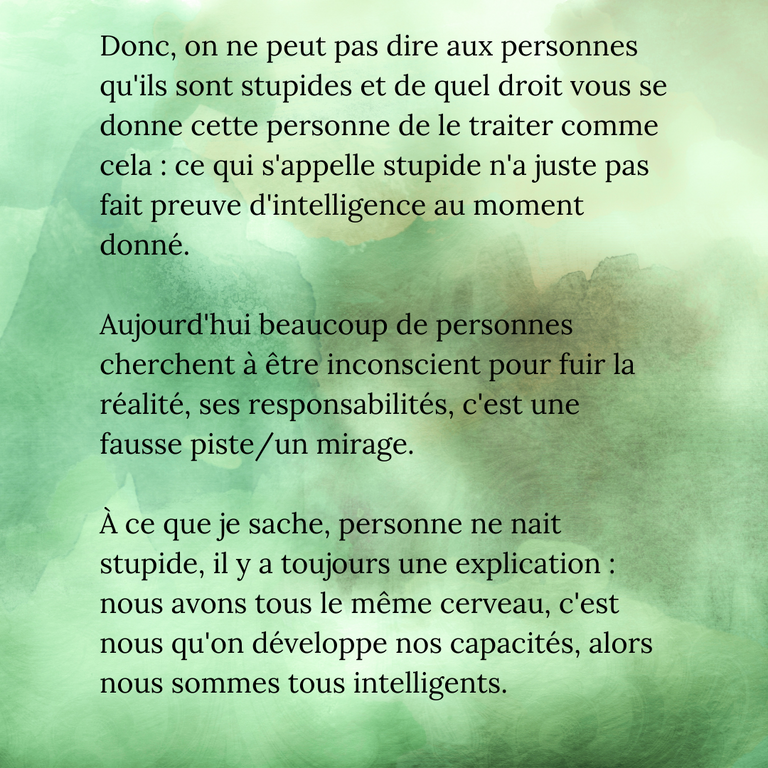 Donc, on ne peut pas dire aux personnes
qu'ils sont stupides et de quel droit vous se
donne cette personne de le traiter comme
cela : ce qui s'appelle stupide n'a juste pas
fait preuve d'intelligence au moment
donné.
Aujourd'hui beaucoup de personnes
cherchent à être inconscient pour fuir la
réalité, ses responsabilités, c'est une
fausse piste/un mirage.
À ce que je sache, personne ne nait
stupide, il y a toujours une explication :
nous avons tous le même cerveau, c'est
nous qu'on développe nos capacités, alors
nous sommes tous intelligents.